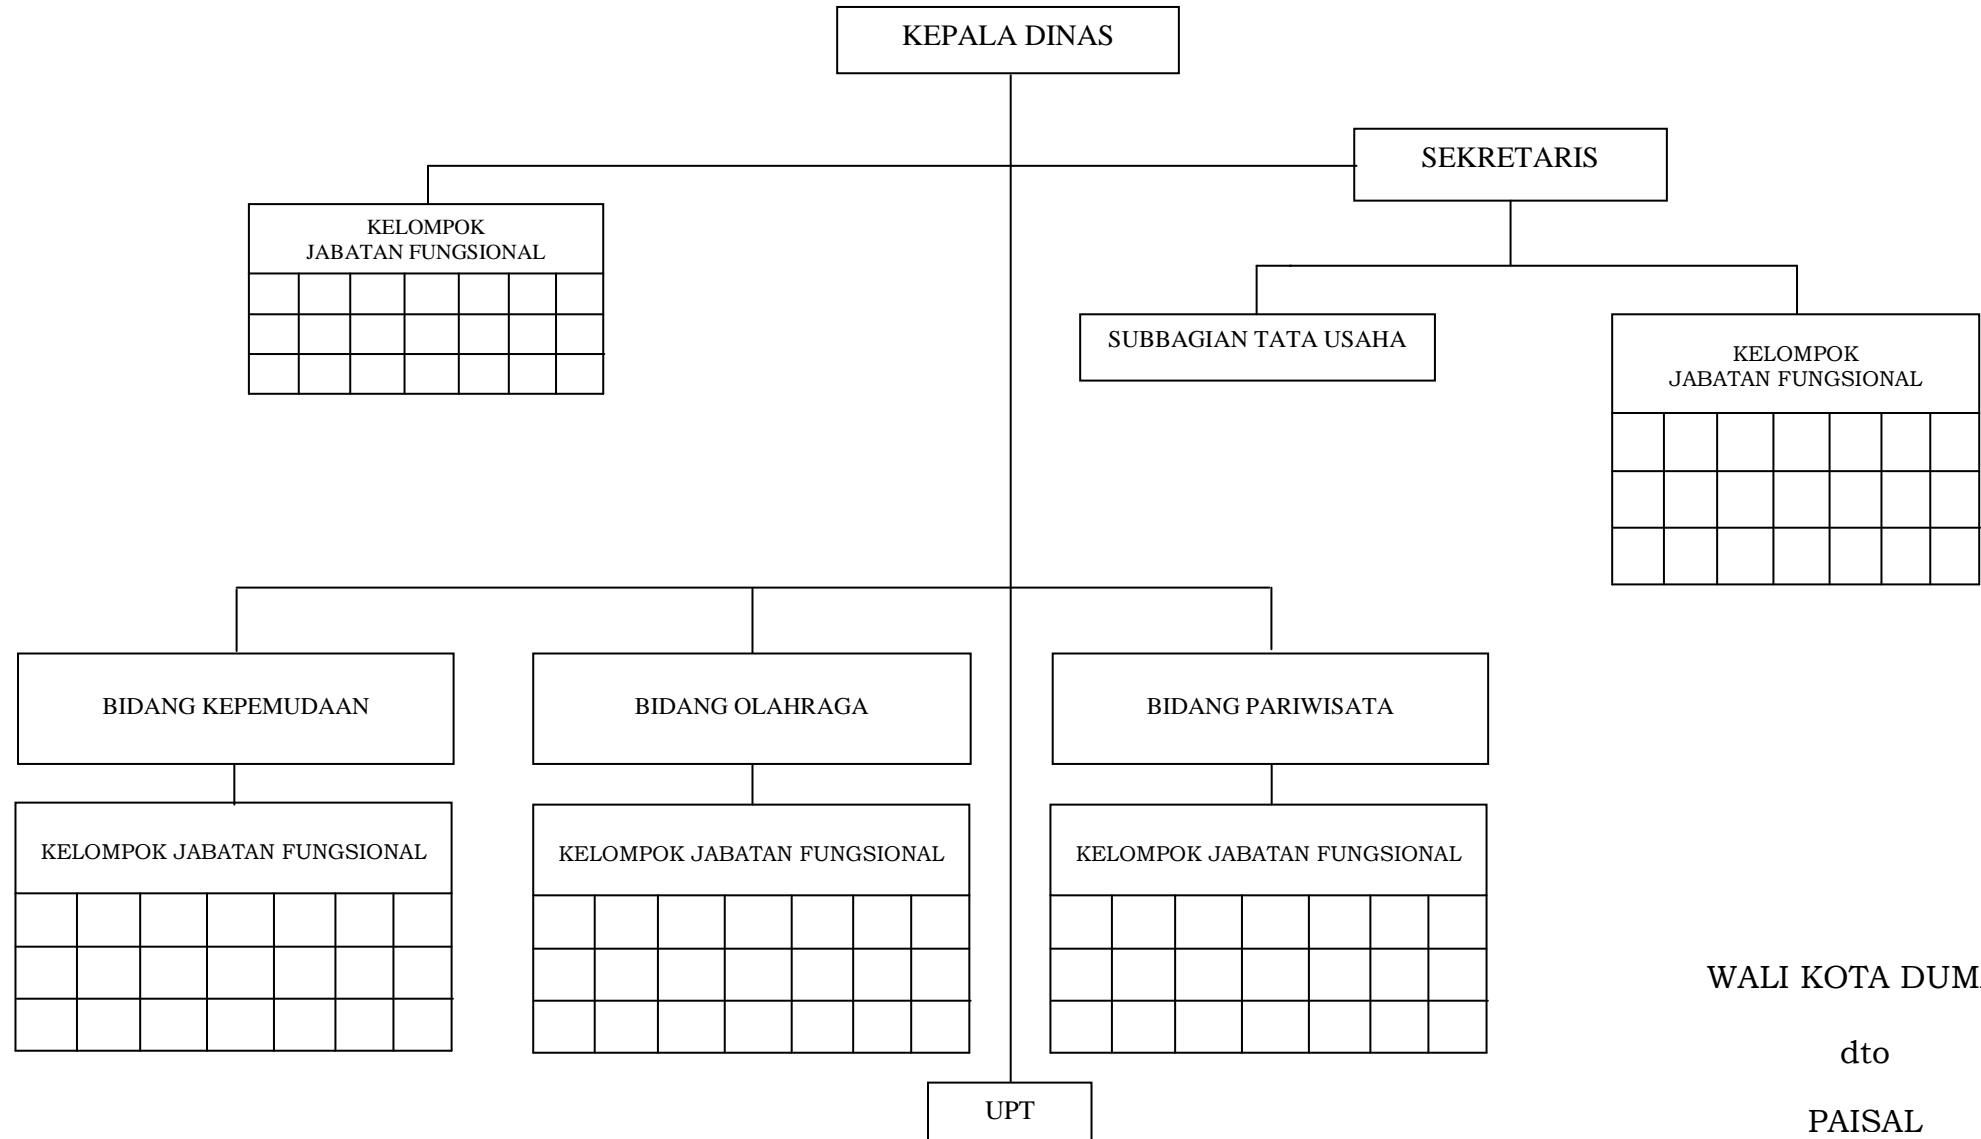 KEPALA DINAS
SEKRETARIS
KELOMPOK
JABATAN FUNGSIONAL
SUBBAGIAN TATA USAHA
KELOMPOK
JABATAN FUNGSIONAL
BIDANG KEPEMUDAAN
BIDANG OLAHRAGA
BIDANG PARIWISATA
KELOMPOK JABATAN FUNGSIONAL
KELOMPOK JABATAN FUNGSIONAL
KELOMPOK JABATAN FUNGSIONAL
WALI KOTA DUM
dto
PAISAL
UPT